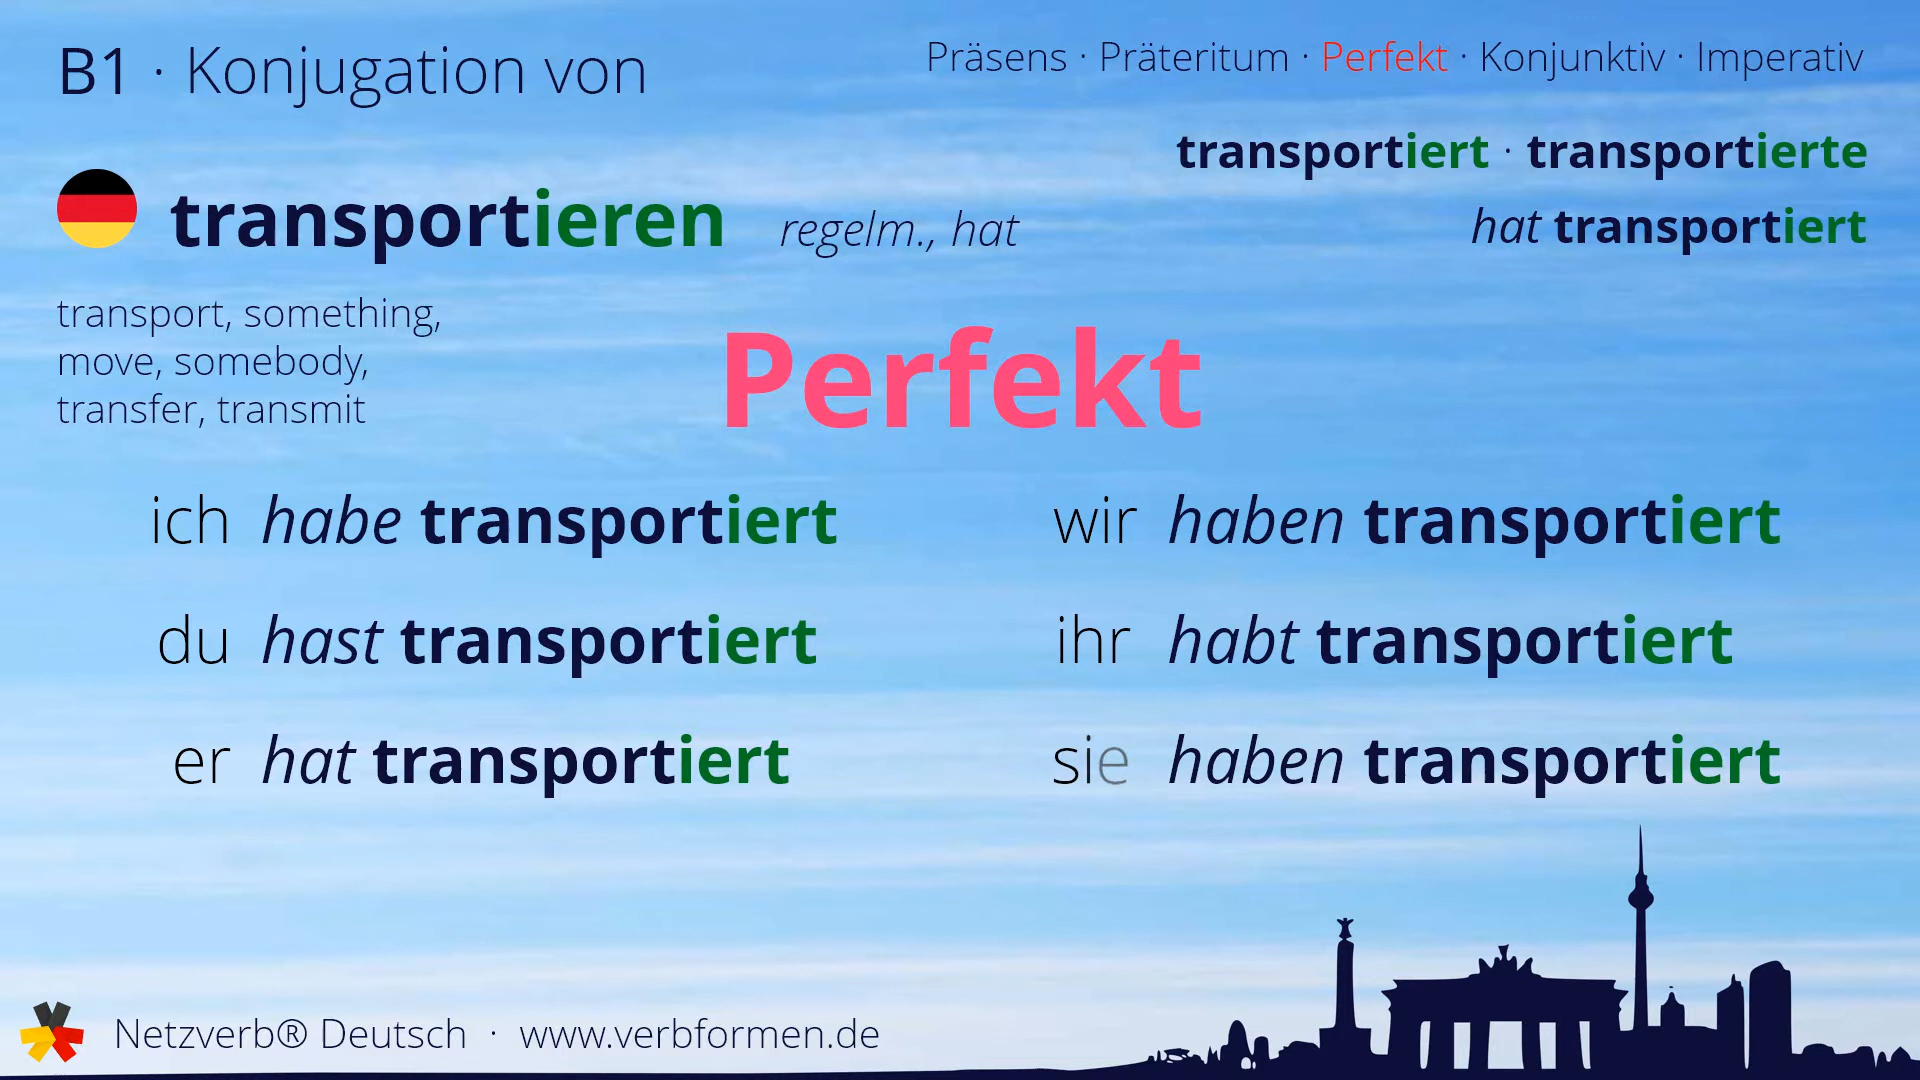 B1 · Konjugation von
Präsens · Präteritum · Perfekt · Konjunktiv · Imperativ
transportieren regelm., hat
transportiert · transportierte
hat transportiert
transport, something,
move, somebody,
transfer, transmit
Perfekt
ich habe transportiert
du hast transportiert
er hat transportiert
wir haben transportiert
ihr habt transportiert
sie haben transportiert
Netzverb® Deutsch · www.verbformen.de